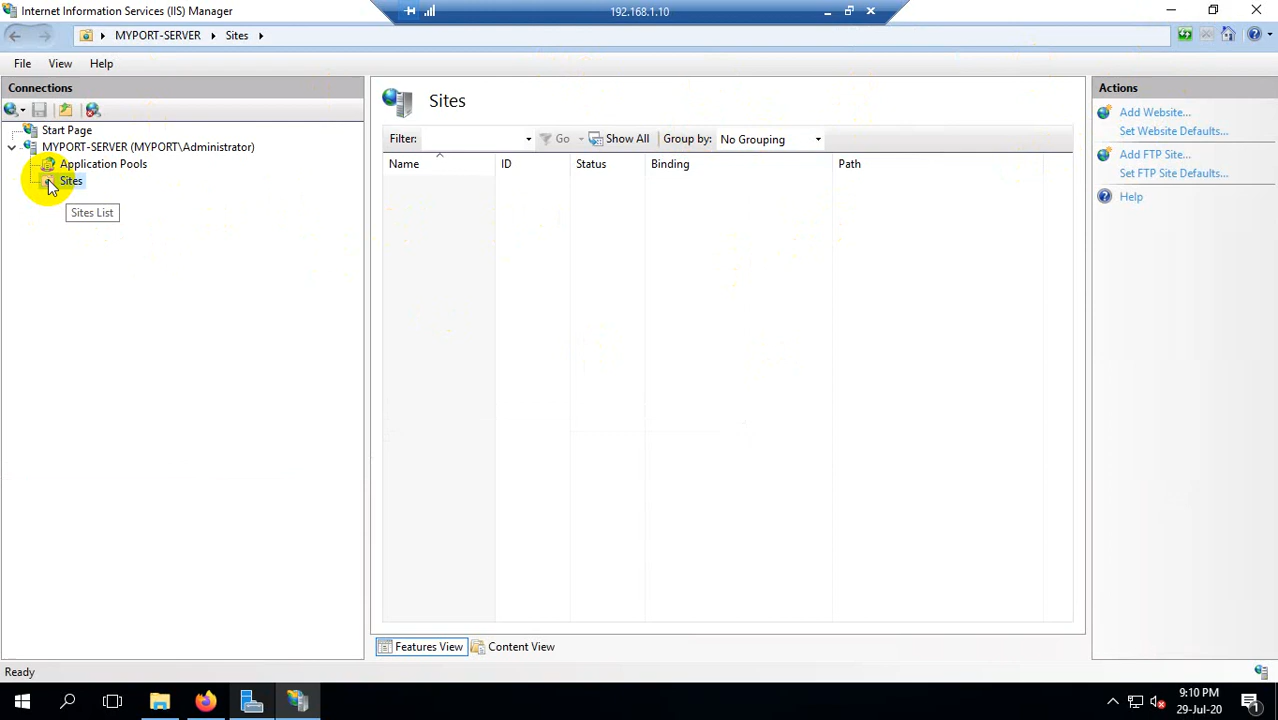 Internet Information Services (IIS) Manager
192.168.1.10
MYPORT-SERVER
Sites
File
View
Help
Connections
Start Page
MYPORT-SERVER (MYPORT\Administrator)
Application Pools
Sites
Sites List
Sites
Filter:
Go
Show All
Group by:
No Grouping
Name
ID
Status
Binding
Path
Features View
Content View
Actions
Add Website...
Set Website Defaults...
Add FTP Site...
Set FTP Site Defaults...
Help
Ready
9:10 PM
29-Jul-20
1